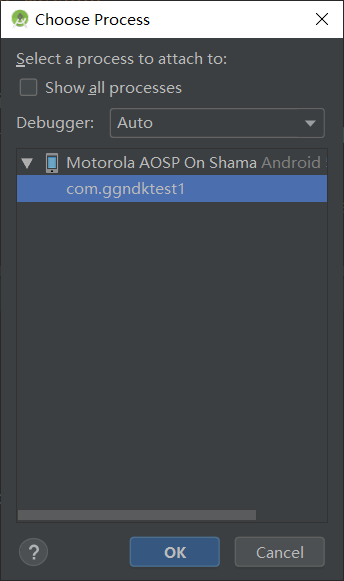 Choose Process
Select a process to attach to:
Show all processes
Debugger: Auto
Motorola AOSP On Shama Android
com.ggndktest1
?
OK
Cancel